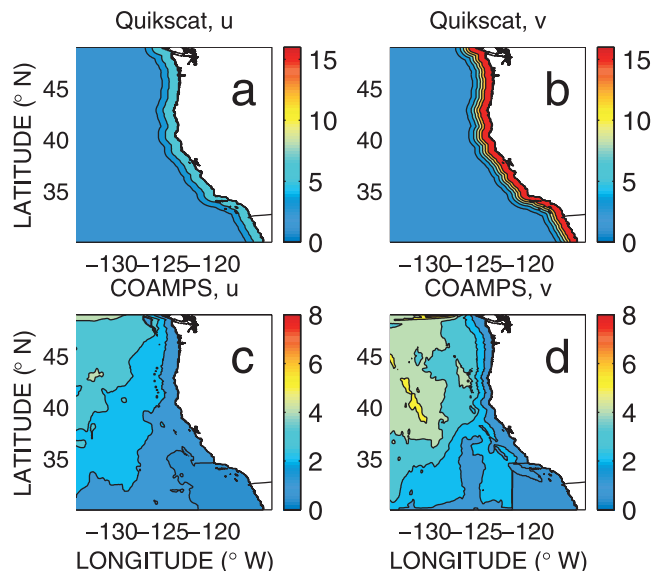 Quikscat, u
Quikscat, v
LATITUDE (° N)
45
40
35
a
15
10
5
0
45
40
35
b
15
10
5
0
−130−125−120
−130−125−120
COAMPS, u
COAMPS, v
LATITUDE (° N)
45
40
35
c
8
6
4
2
0
45
40
35
d
8
6
4
2
0
−130−125−120
−130−125−120
LONGITUDE (° W)
LONGITUDE (° W)